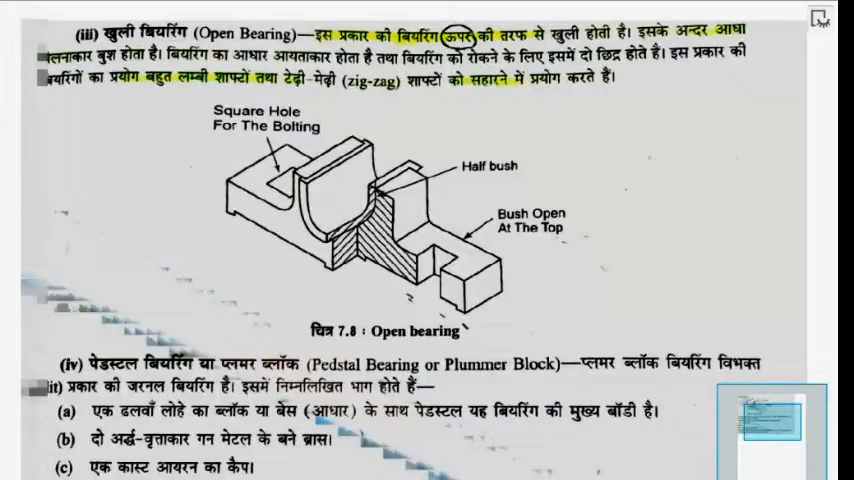 (iii) खुली बियरिंग (Open Bearing)—इस प्रकार की बियरिंग ऊपर की तरफ से खुली होती है। इसके अन्दर आधा
बेलनाकार बुश होता है। बियरिंग का आधार आयताकार होता है तथा बियरिंग को रोकने के लिए इसमें दो छिद्र होते है। इस प्रकार की
बियरिंगों का प्रयोग बहुत लम्बी शाफ्टों तथा टेढ़ी-मेढ़ी (zig-zag) शाफ्टों को सहारने में प्रयोग करते हैं।
Square Hole
For The Bolting
Half bush
Bush Open
At The Top
चित्र 7.8 : Open bearing
(iv) पेडस्टल बियरिंग या प्लमर ब्लॉक (Pedstal Bearing or Plummer Block)—प्लमर ब्लॉक बियरिंग विभक्त
lit) प्रकार की जरनल बियरिंग है। इसमें निम्नलिखित भाग होते हैं—
(a) एक ढलवाँ लोहे का ब्लॉक या बेस (आधार) के साथ पेडस्टल यह बियरिंग की मुख्य बॉडी है।
(b) दो अर्द्ध-वृत्ताकार गन मेटल के बने ब्रास।
(c) एक कास्ट आयरन का कैप।